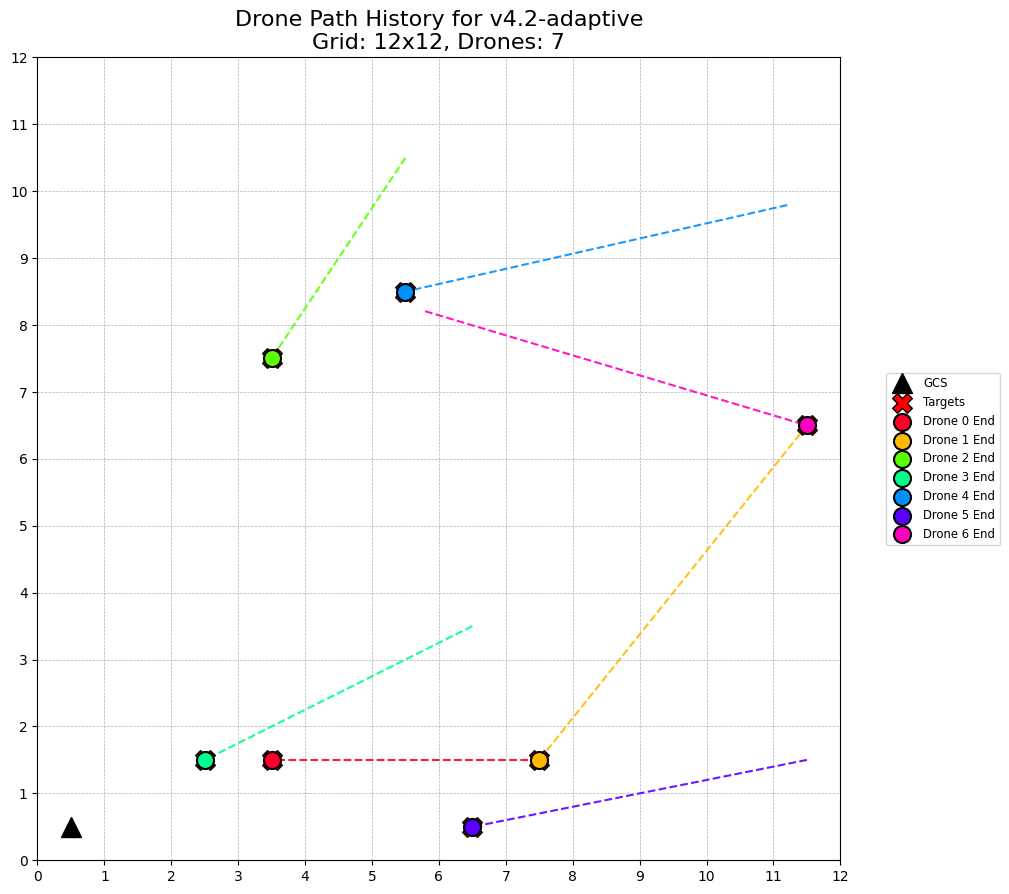 Drone Path History for v4.2-adaptive
Grid: 12x12, Drones: 7
12
11
10
9
8
7
6
5
4
3
2
1
0
0 1 2 3 4 5 6 7 8 9 10 11 12
GCS
Targets
Drone 0 End
Drone 1 End
Drone 2 End
Drone 3 End
Drone 4 End
Drone 5 End
Drone 6 End